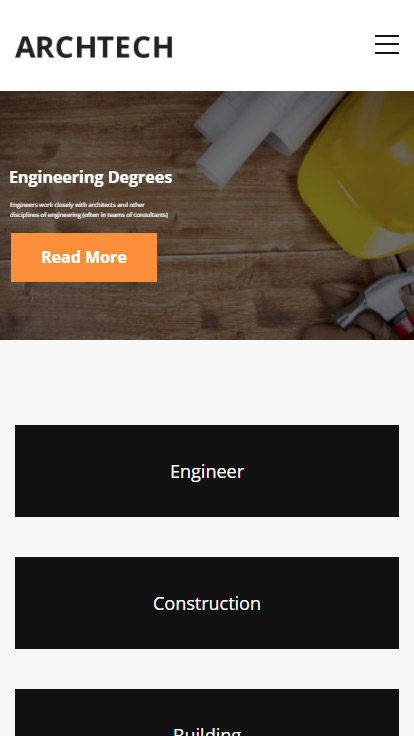 ARCHTECH
Engineering Degrees
Engineers work closely with architects and other
disciplines of engineering (often in teams of consultants)
Read More
Engineer
Construction
Building